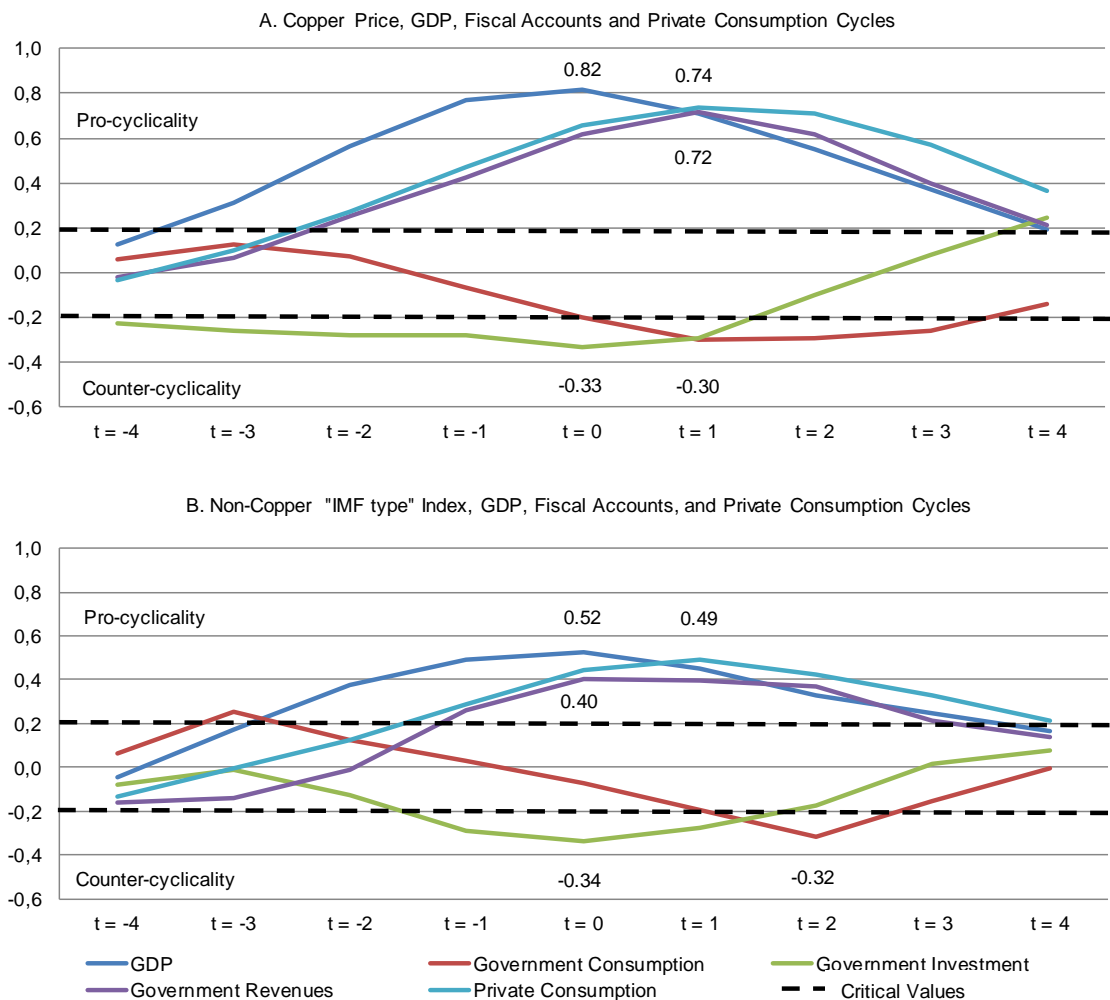 A. Copper Price, GDP, Fiscal Accounts and Private Consumption Cycles
1,0
0,8
0,6
0,4
0,2
0,0
-0,2
-0,4
-0,6
Pro-cyclicality
0.82
0.74
0.72
Counter-cyclicality
-0.33
-0.30
t = -4 t = -3 t = -2 t = -1 t = 0 t = 1 t = 2 t = 3 t = 4
B. Non-Copper "IMF type" Index, GDP, Fiscal Accounts, and Private Consumption Cycles
1,0
0,8
0,6
0,4
0,2
0,0
-0,2
-0,4
-0,6
Pro-cyclicality
0.52
0.49
0.40
Counter-cyclicality
-0.34
-0.32
t = -4 t = -3 t = -2 t = -1 t = 0 t = 1 t = 2 t = 3 t = 4
GDP Government Consumption Government Investment
Government Revenues Private Consumption Critical Values